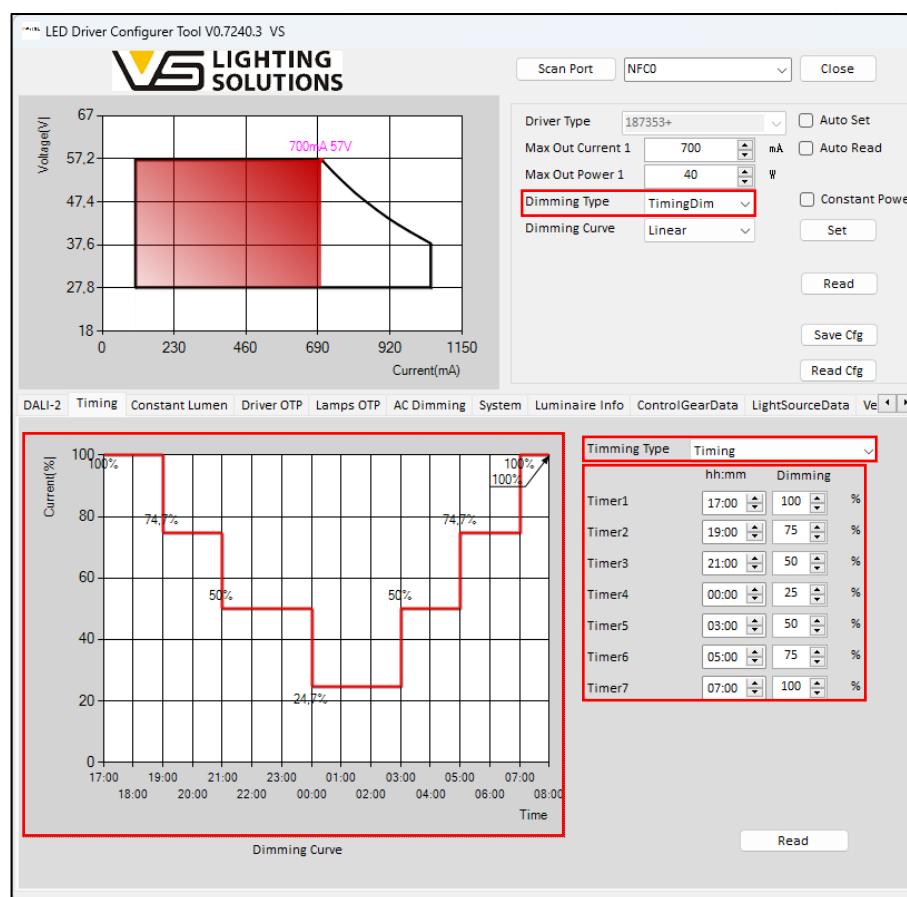 LED Driver Configurer Tool V0.7240.3 VS
VS LIGHTING
SOLUTIONS
Scan Port NFC0 Close
Voltage[V]
67
57,2
47,4
37,6
27,8
18
700mA 57V
0 230 460 690 920 1150
Current(mA)
Driver Type 187353+ Auto Set
Max Out Current 1 700 mA Auto Read
Max Out Power 1 40 W
Dimming Type TimingDim Constant Powe
Dimming Curve Linear Set
Read
Save Cfg
Read Cfg
DALI-2 Timing Constant Lumen Driver OTP Lamps OTP AC Dimming System Luminaire Info ControlGearData LightSourceData Ve
Current[%]
100
80
60
40
20
0
100%
74,7%
50%
24,7%
50%
74,7%
100%
100%
17:00 19:00 21:00 23:00 01:00 03:00 05:00 07:00
18:00 20:00 22:00 00:00 02:00 04:00 06:00 08:00
Time
Dimming Curve
Timming Type Timing
hh:mm Dimming
Timer1 17:00 100 %
Timer2 19:00 75 %
Timer3 21:00 50 %
Timer4 00:00 25 %
Timer5 03:00 50 %
Timer6 05:00 75 %
Timer7 07:00 100 %
Read